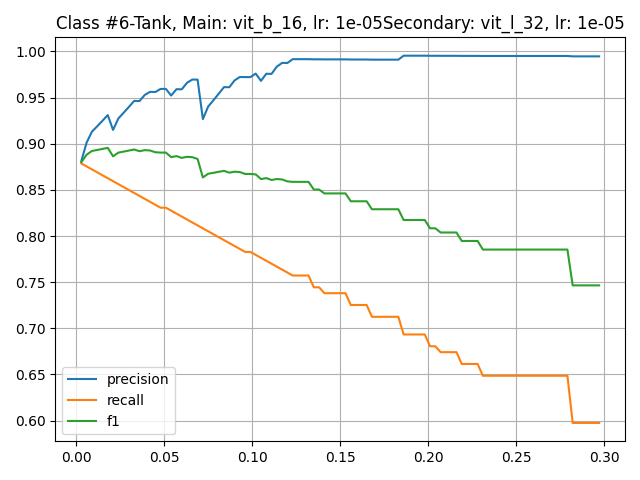 Class #6-Tank, Main: vit_b_16, lr: 1e-05Secondary: vit_l_32, lr: 1e-05
1.00
0.95
0.90
0.85
0.80
0.75
0.70
0.65
0.60
precision
recall
f1
0.00 0.05 0.10 0.15 0.20 0.25 0.30